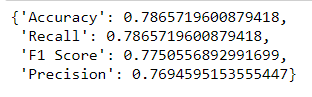 {'Accuracy': 0.7865719600879418,
'Recall': 0.7865719600879418,
'F1 Score': 0.7750556892991699,
'Precision': 0.7694595153555447}